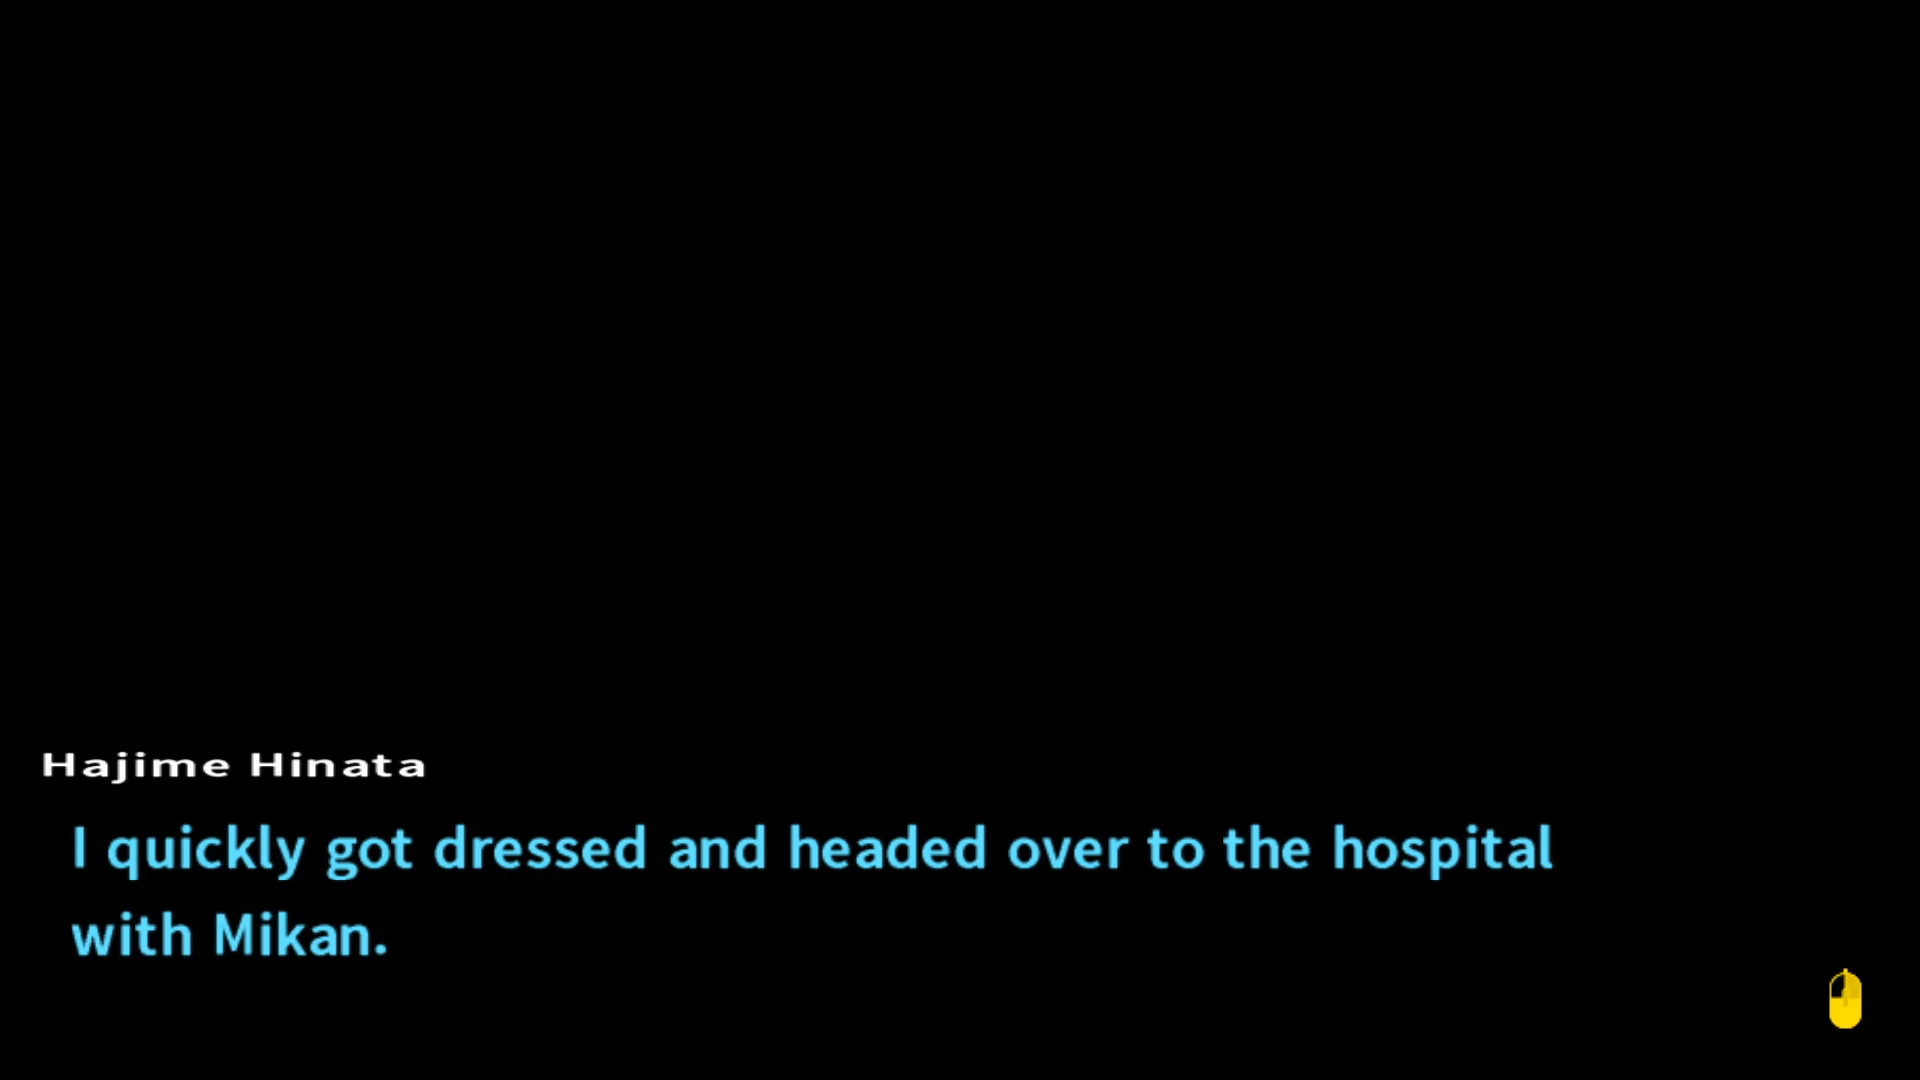 Hajime Hinata
I quickly got dressed and headed over to the hospital
with Mikan.